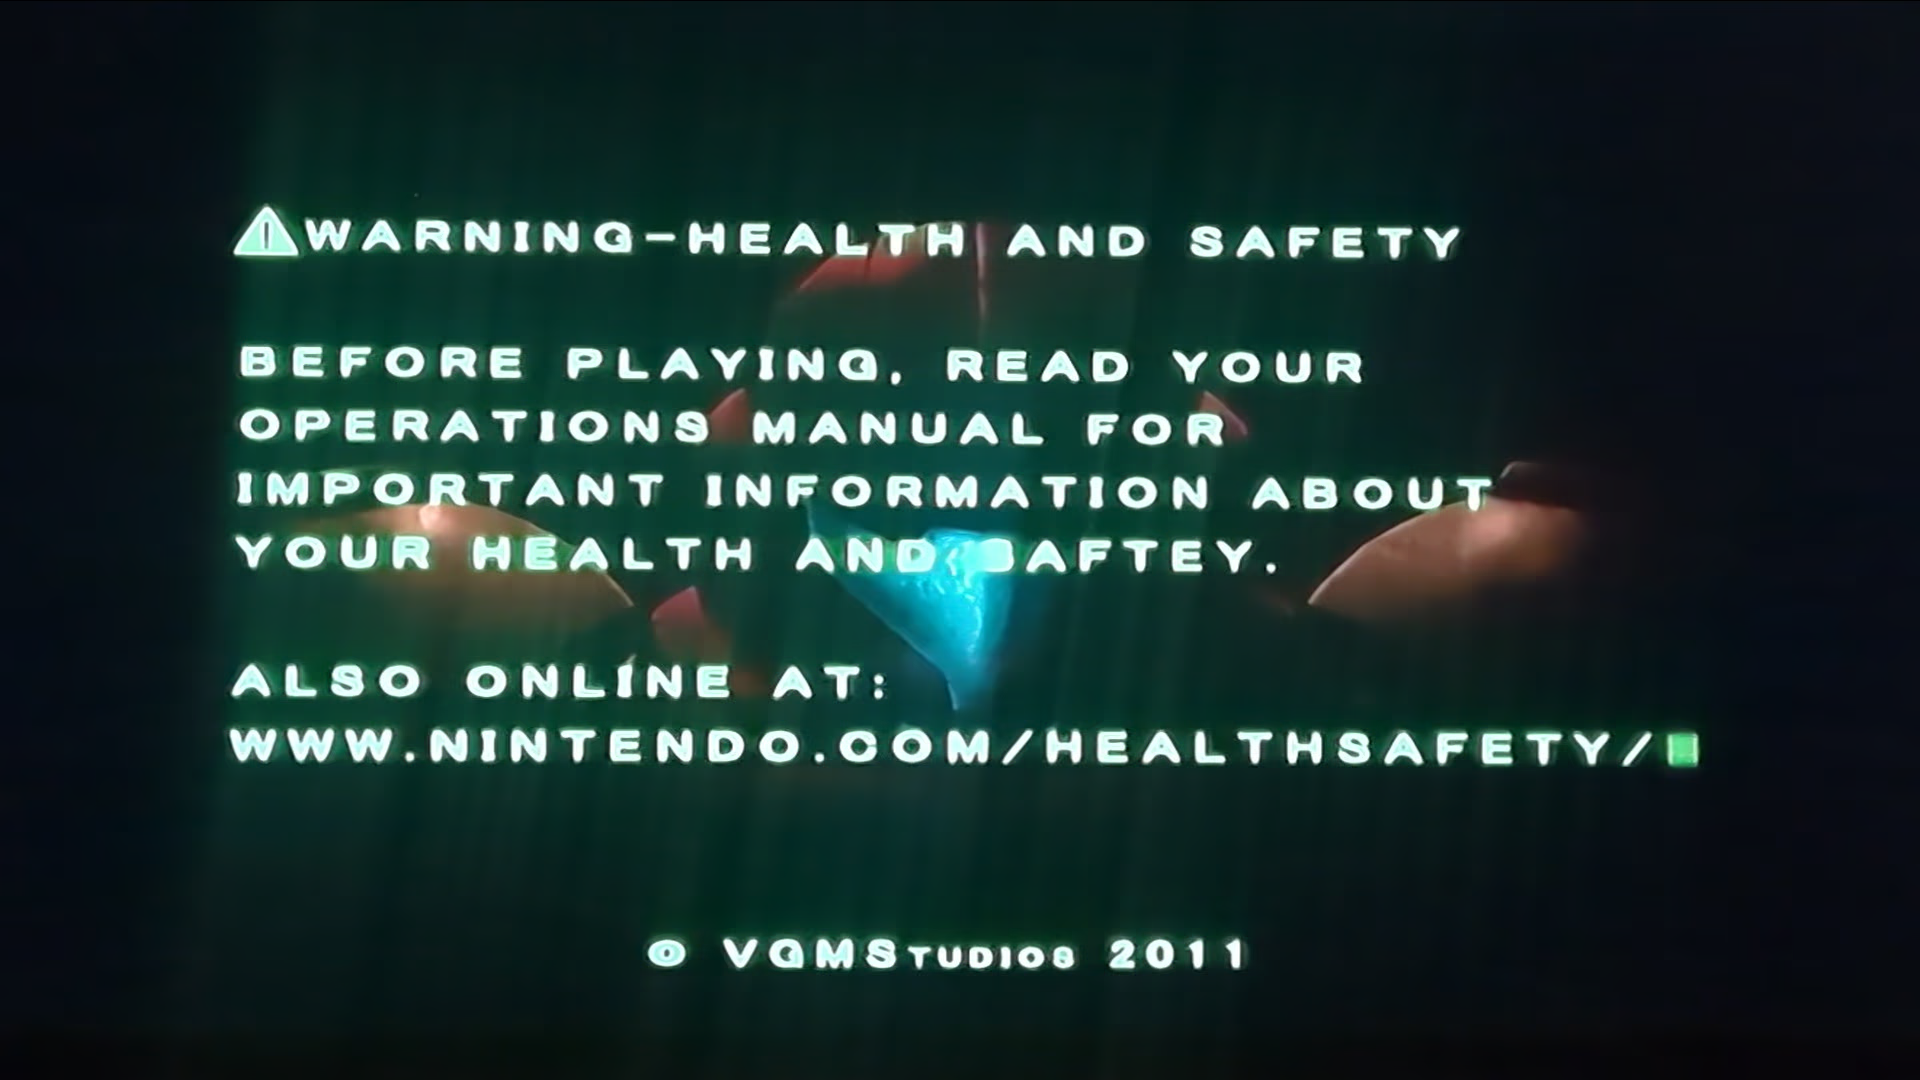 ⚠WARNING-HEALTH AND SAFETY
BEFORE PLAYING, READ YOUR
OPERATIONS MANUAL FOR
IMPORTANT INFORMATION ABOUT
YOUR HEALTH AND SAFTEY.
ALSO ONLINE AT:
WWW.NINTENDO.COM/HEALTHSAFETY/
© VGMStudios 2011